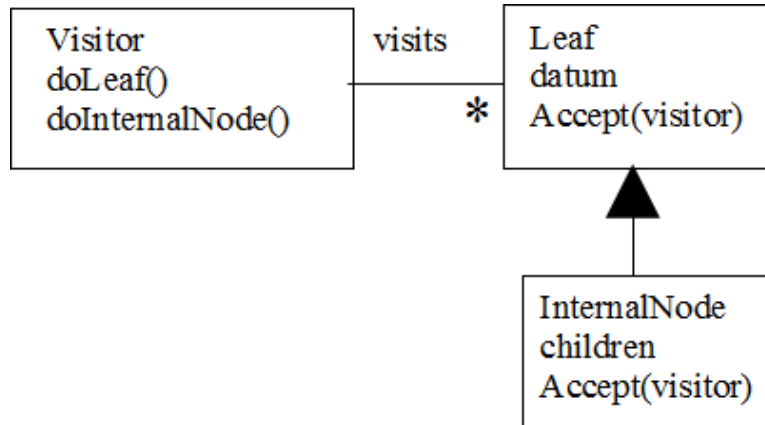 Visitor
doLeaf()
doInternalNode()
visits
*
Leaf
datum
Accept(visitor)
InternalNode
children
Accept(visitor)